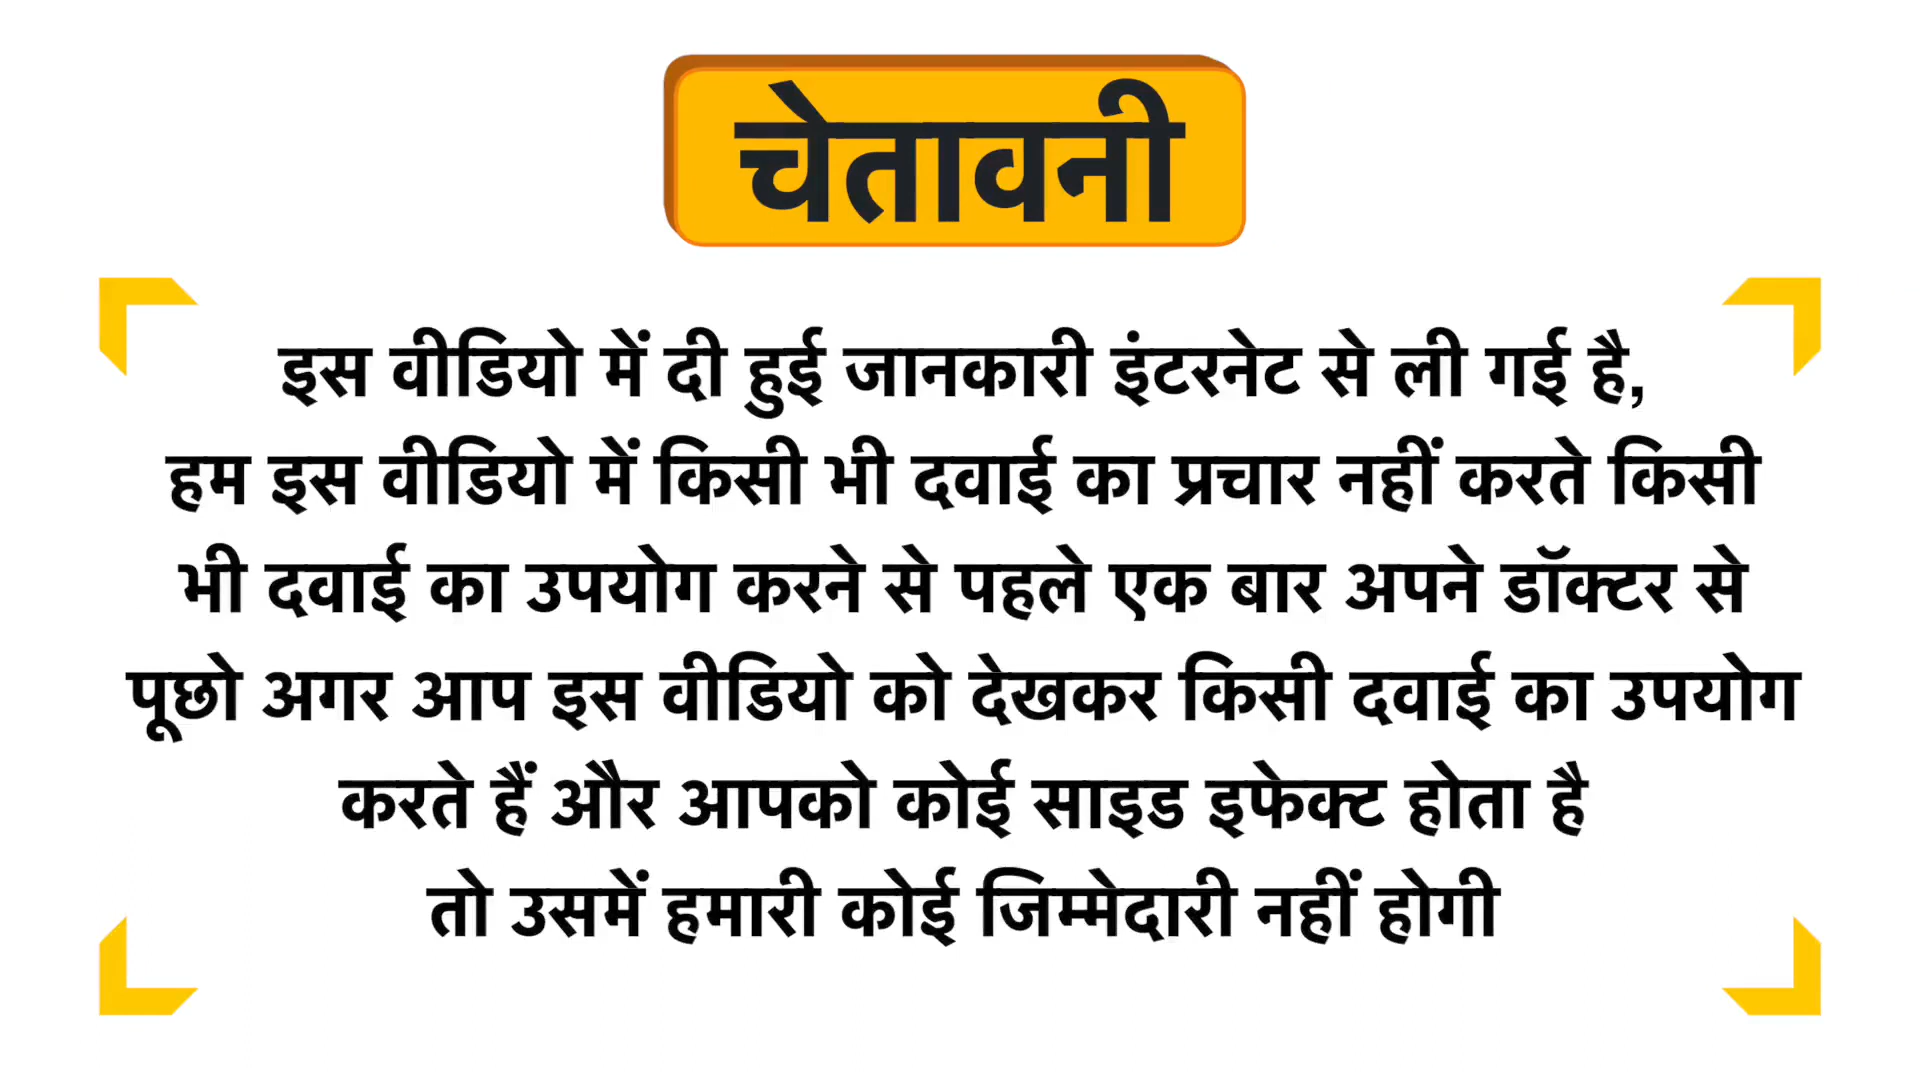 चेतावनी
इस वीडियो में दी हुई जानकारी इंटरनेट से ली गई है,
हम इस वीडियो में किसी भी दवाई का प्रचार नहीं करते किसी
भी दवाई का उपयोग करने से पहले एक बार अपने डॉक्टर से
पूछो अगर आप इस वीडियो को देखकर किसी दवाई का उपयोग
करते हैं और आपको कोई साइड इफेक्ट होता है
तो उसमें हमारी कोई जिम्मेदारी नहीं होगी